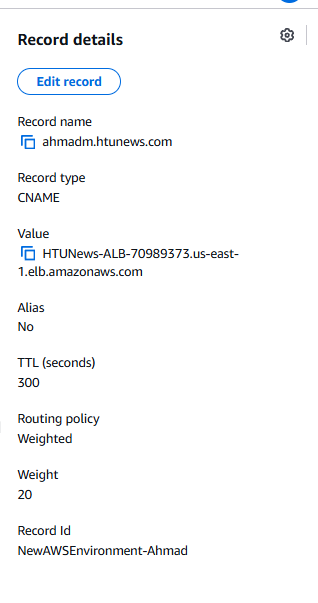 Record details
Edit record
Record name
ahmadm.htunews.com
Record type
CNAME
Value
HTUNews-ALB-70989373.us-east-
1.elb.amazonaws.com
Alias
No
TTL (seconds)
300
Routing policy
Weighted
Weight
20
Record Id
NewAWSEnvironment-Ahmad